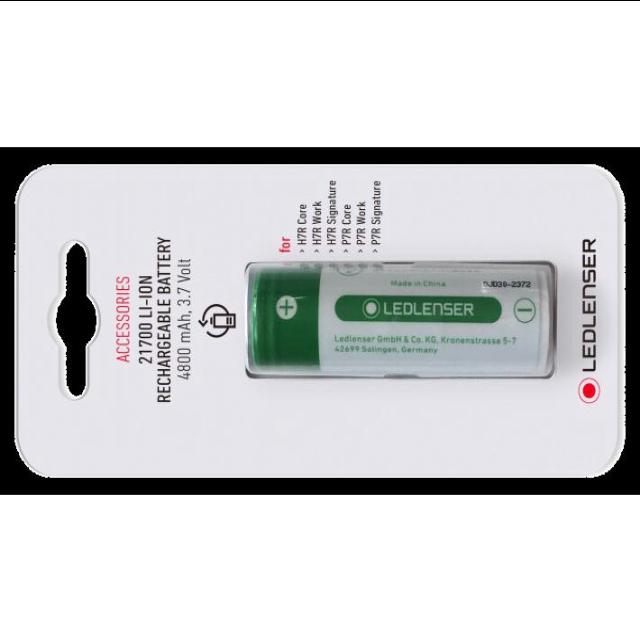 ACCESSORIES
21700 LI-ION
RECHARGEABLE BATTERY
4800 mAh, 3.7 Volt
for
> H7R Core
> H7R Work
> H7R Signature
> P7R Core
> P7R Work
> P7R Signature
Made in China
DJD30-2372
LEDLENSER
Ledlenser GmbH & Co. KG, Kronenstrasse 5-7
42699 Solingen, Germany
LEDLENSER